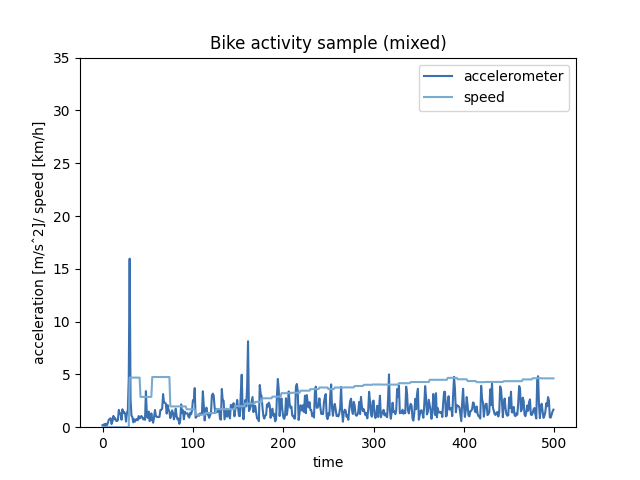 Bike activity sample (mixed)
35
30
25
20
15
10
5
0
acceleration [m/sˆ2]/ speed [km/h]
accelerometer
speed
0 100 200 300 400 500
time